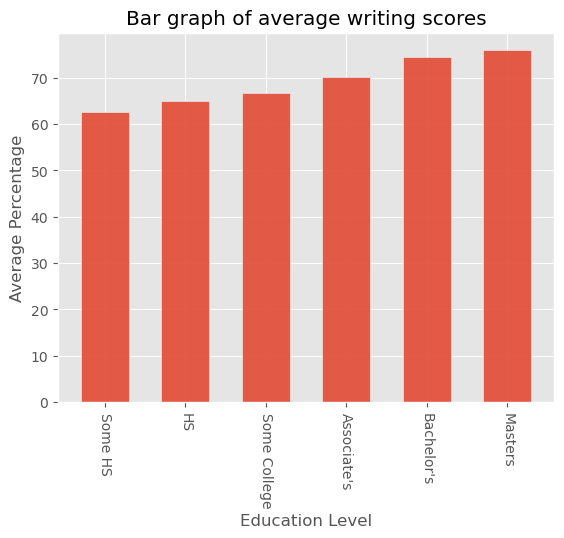 Bar graph of average writing scores
Average Percentage
70
60
50
40
30
20
10
0
Some HS
HS
Some College
Associate's
Bachelor's
Masters
Education Level